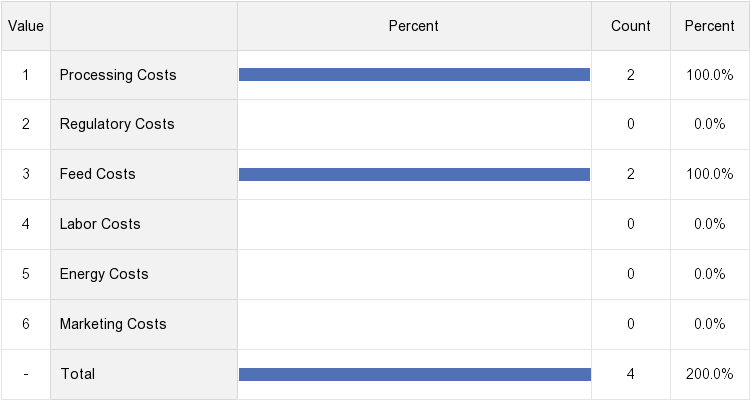 Value Percent Count Percent
1 Processing Costs 2 100.0%
2 Regulatory Costs 0 0.0%
3 Feed Costs 2 100.0%
4 Labor Costs 0 0.0%
5 Energy Costs 0 0.0%
6 Marketing Costs 0 0.0%
- Total 4 200.0%